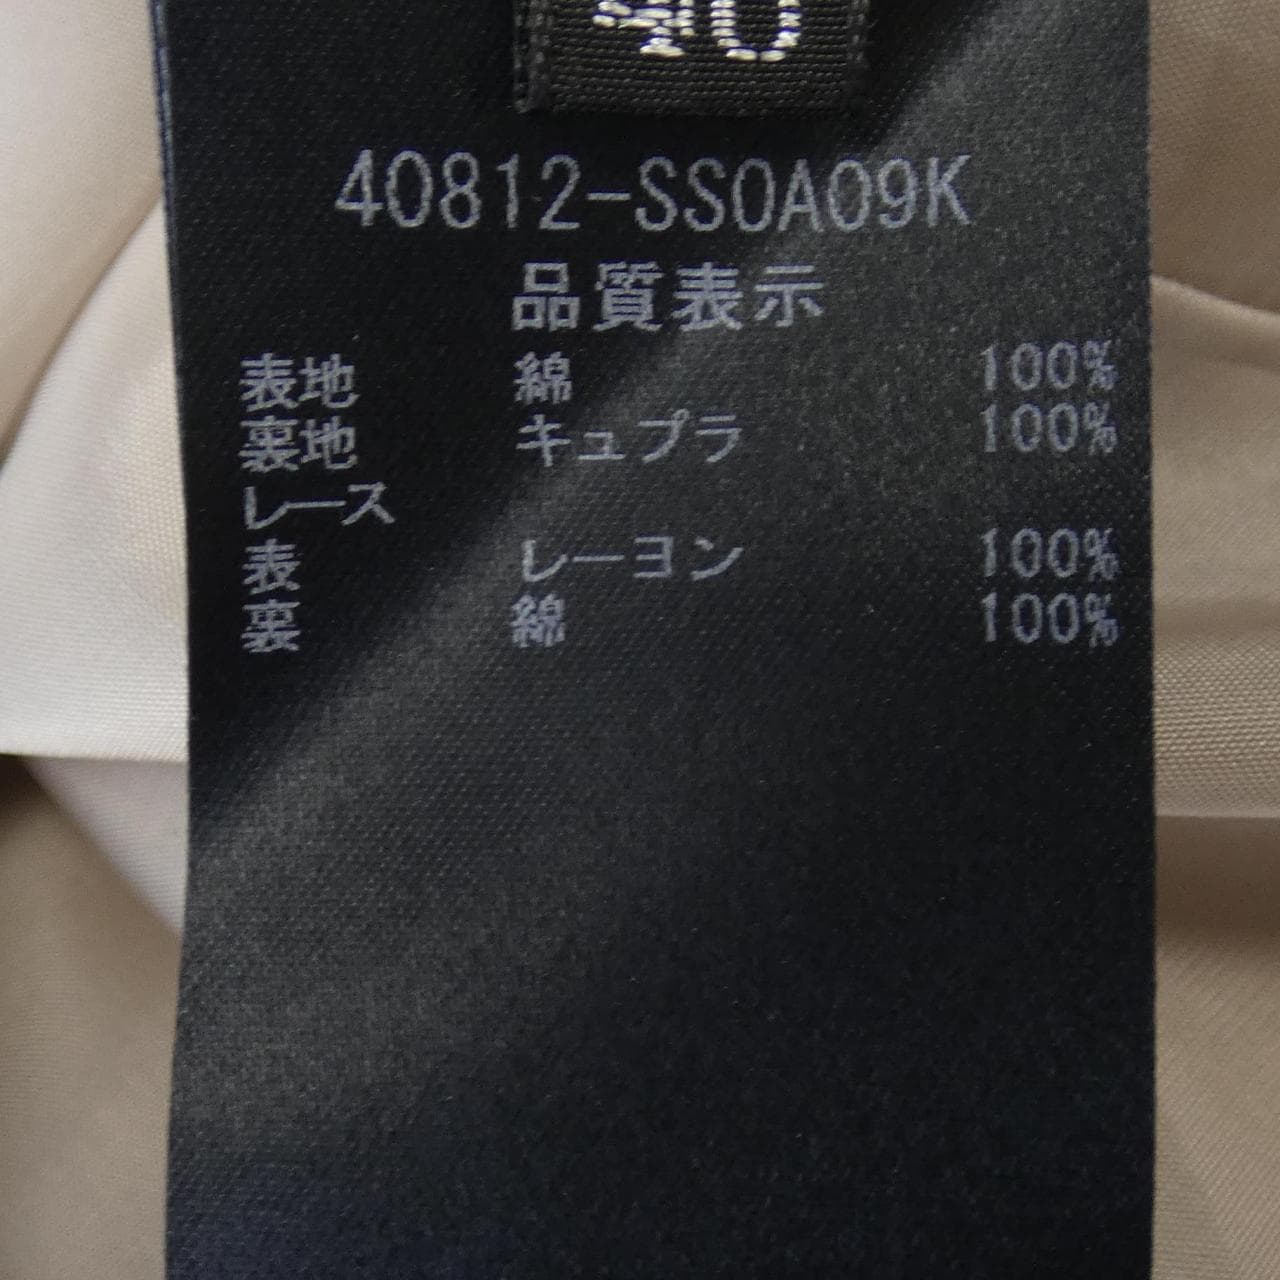 40
40812-SS0A09K
品質表示
表地 綿 100%
裏地 キュプラ 100%
レース
表 レーヨン 100%
裏 綿 100%